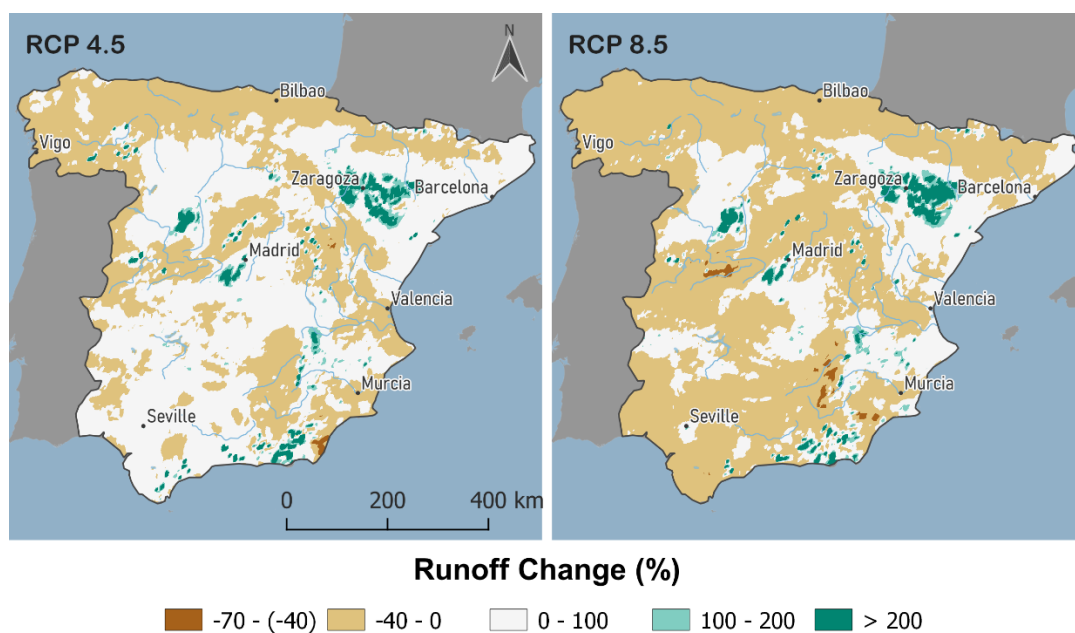 RCP 4.5
N
Bilbao
Vigo
Zaragoza
Barcelona
Madrid
Valencia
Murcia
Seville
0 200 400 km
RCP 8.5
Bilbao
Vigo
Zaragoza
Barcelona
Madrid
Valencia
Murcia
Seville
Runoff Change (%)
-70 - (-40) -40 - 0 0 - 100 100 - 200 > 200